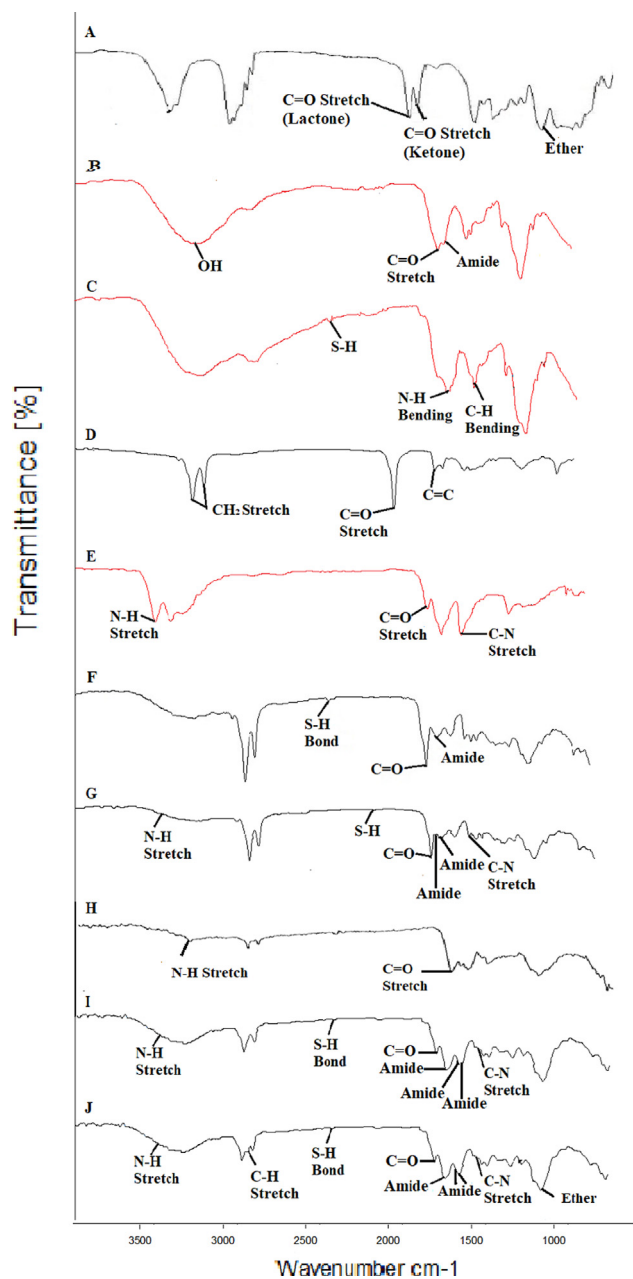 Transmittance [%]
A
C=O Stretch
(Lactone)
C=O Stretch
(Ketone)
Ether
B
OH
C=O
Stretch
Amide
C
S-H
N-H
Bending
C-H
Bending
D
CH2 Stretch
C=O
Stretch
C=C
E
N-H
Stretch
C=O
Stretch
C-N
Stretch
F
S-H
Bond
C=O
Amide
G
N-H
Stretch
S-H
C=O
Amide
Amide
C-N
Stretch
H
N-H Stretch
C=O
Stretch
I
N-H
Stretch
S-H
Bond
C=O
Amide
Amide
Amide
C-N
Stretch
J
N-H
Stretch
C-H
Stretch
S-H
Bond
C=O
Amide
Amide
C-N
Stretch
Ether
3500 3000 2500 2000 1500 1000
Wavenumber cm-1